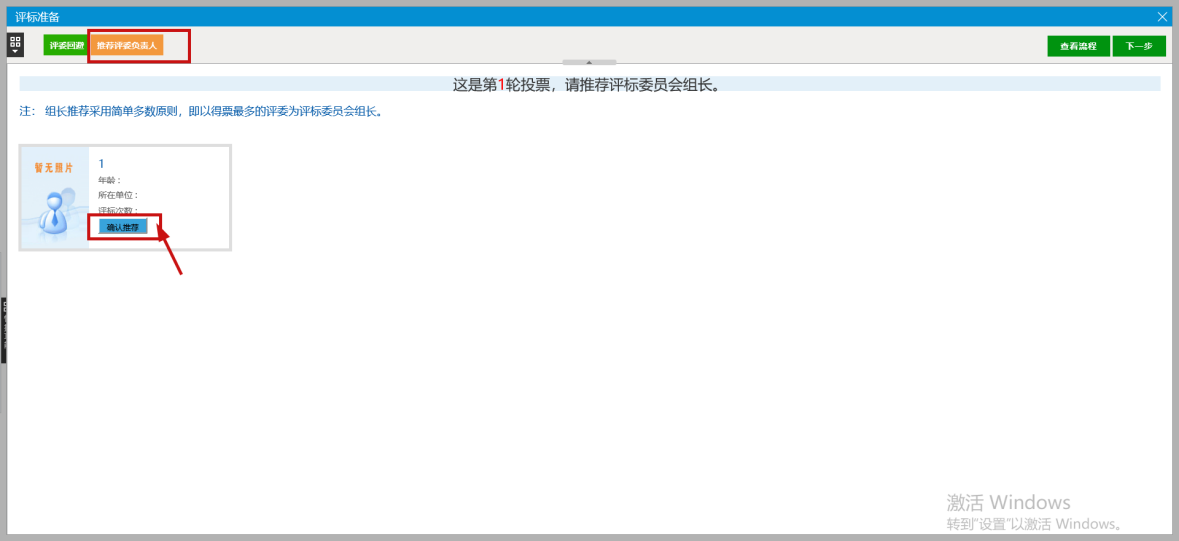 评标准备
评委回避 推荐评委负责人 查看流程 下一步
这是第1轮投票，请推荐评标委员会组长。
注： 组长推荐采用简单多数原则，即以得票最多的评委为评标委员会组长。
暂无照片
1
年龄：
所在单位：
评标次数：
确认推荐
激活 Windows
转到"设置"以激活 Windows。